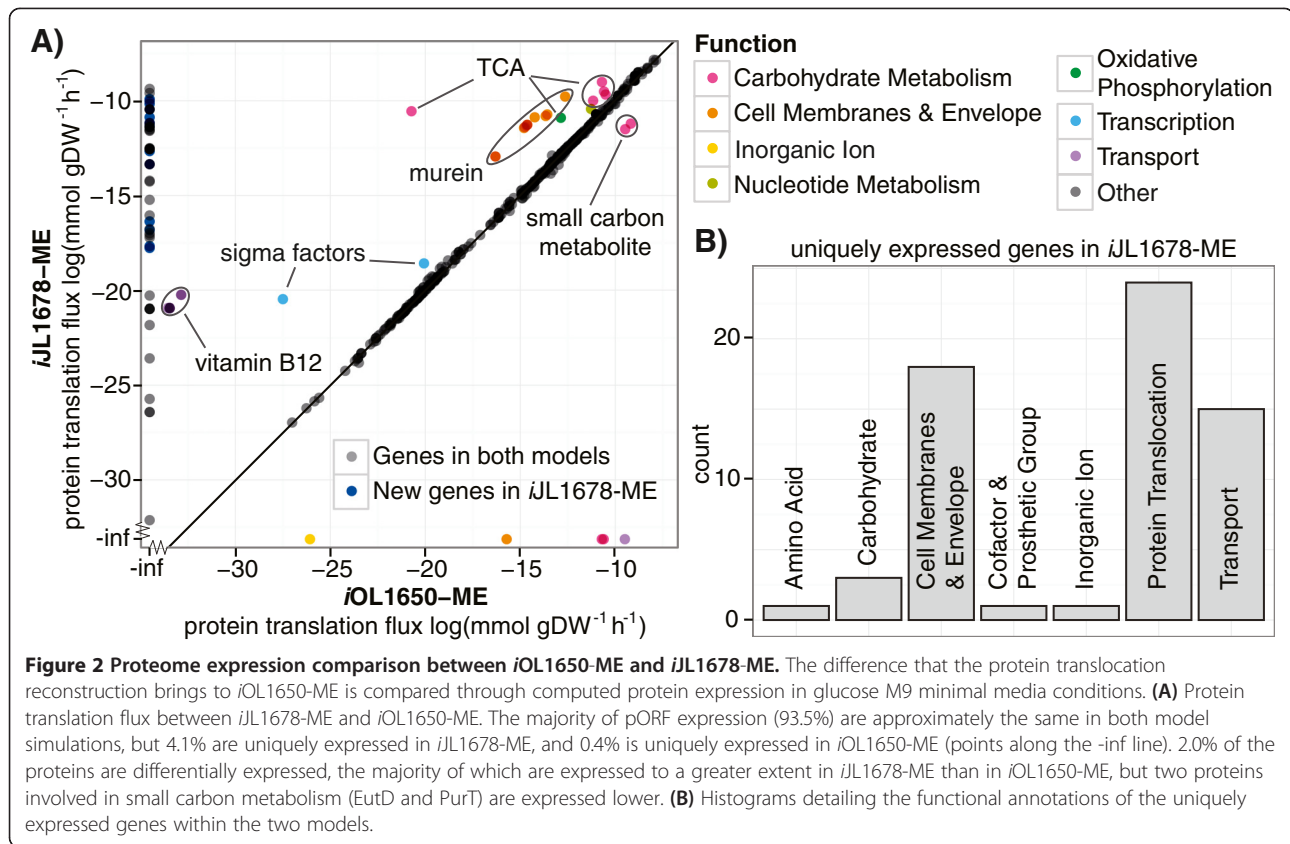 A)
iJL1678–ME
protein translation flux log(mmol gDW⁻¹ h⁻¹)
−10
−15
−20
−25
−30
-inf
TCA
murein
small carbon
metabolite
sigma factors
vitamin B12
Genes in both models
New genes in iJL1678-ME
-inf
−30
−25
−20
−15
−10
iOL1650–ME
protein translation flux log(mmol gDW⁻¹ h⁻¹)
Function
Carbohydrate Metabolism
Cell Membranes & Envelope
Inorganic Ion
Nucleotide Metabolism
Oxidative
Phosphorylation
Transcription
Transport
Other
B)
uniquely expressed genes in iJL1678-ME
count
20
10
0
Amino Acid
Carbohydrate
Cell Membranes
& Envelope
Cofactor &
Prosthetic Group
Inorganic Ion
Protein Translocation
Transport
Figure 2 Proteome expression comparison between iOL1650-ME and iJL1678-ME. The difference that the protein translocation
reconstruction brings to iOL1650-ME is compared through computed protein expression in glucose M9 minimal media conditions. (A) Protein
translation flux between iJL1678-ME and iOL1650-ME. The majority of pORF expression (93.5%) are approximately the same in both model
simulations, but 4.1% are uniquely expressed in iJL1678-ME, and 0.4% is uniquely expressed in iOL1650-ME (points along the -inf line). 2.0% of the
proteins are differentially expressed, the majority of which are expressed to a greater extent in iJL1678-ME than in iOL1650-ME, but two proteins
involved in small carbon metabolism (EutD and PurT) are expressed lower. (B) Histograms detailing the functional annotations of the uniquely
expressed genes within the two models.